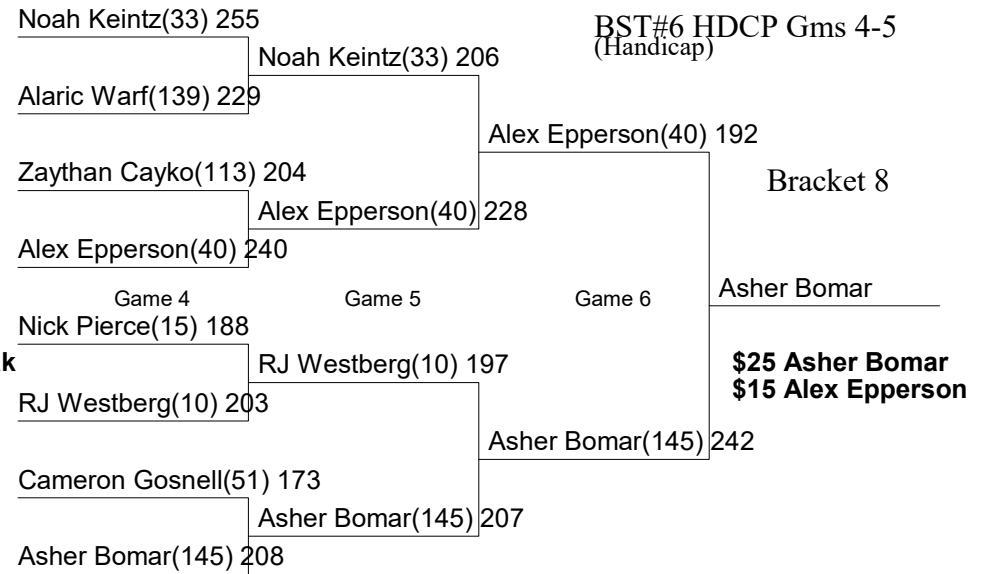 Noah Keintz(33) 255
BST#6 HDCP Gms 4-5
(Handicap)
Noah Keintz(33) 206
Alaric Warf(139) 229
Alex Epperson(40) 192
Zaythan Cayko(113) 204
Bracket 8
Alex Epperson(40) 228
Alex Epperson(40) 240
Game 4
Game 5
Game 6
Asher Bomar
Nick Pierce(15) 188
RJ Westberg(10) 197
$25 Asher Bomar
$15 Alex Epperson
RJ Westberg(10) 203
Asher Bomar(145) 242
Cameron Gosnell(51) 173
Asher Bomar(145) 207
Asher Bomar(145) 208